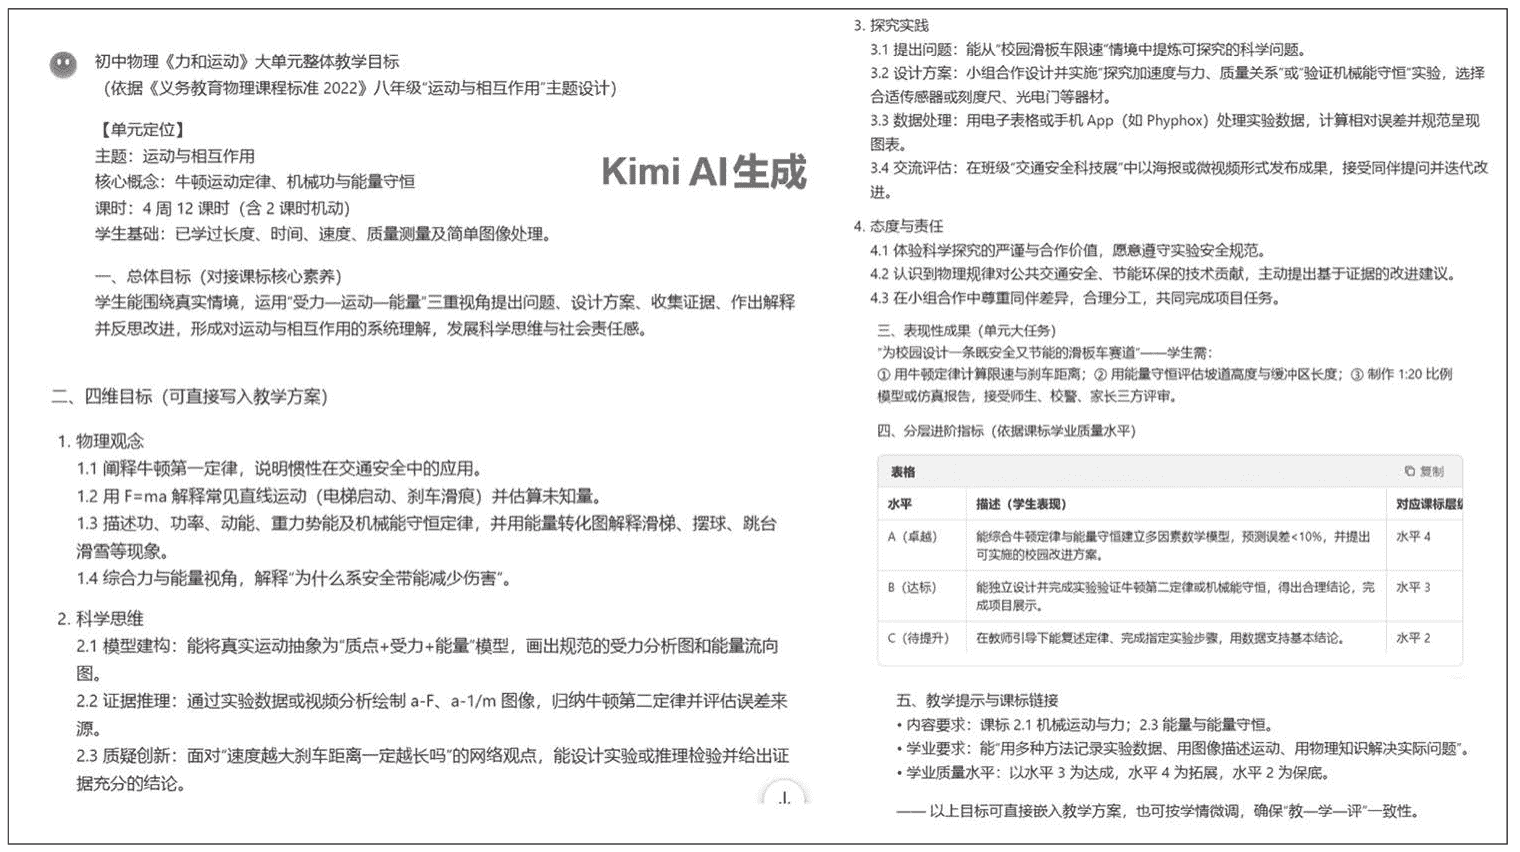 初中物理《力和运动》大单元整体教学目标
（依据《义务教育物理课程标准 2022》八年级“运动与相互作用”主题设计）
【单元定位】
主题：运动与相互作用
核心概念：牛顿运动定律、机械功与能量守恒
课时：4 周 12 课时（含 2 课时机动）
学生基础：已学过长度、时间、速度、质量测量及简单图像处理。
Kimi AI生成
一、总体目标（对接课标核心素养）
学生能围绕真实情境，运用“受力—运动—能量”三重视角提出问题、设计方案、收集证据、作出解释
并反思改进，形成对运动与相互作用的系统理解，发展科学思维与社会责任感。
二、四维目标（可直接写入教学方案）
1. 物理观念
1.1 阐释牛顿第一定律，说明惯性在交通安全中的应用。
1.2 用 F=ma 解释常见直线运动（电梯启动、刹车滑痕）并估算未知量。
1.3 描述功、功率、动能、重力势能及机械能守恒定律，并用能量转化图解释滑梯、摆球、跳台
滑雪等现象。
1.4 综合力与能量视角，解释“为什么系安全带能减少伤害”。
2. 科学思维
2.1 模型建构：能将真实运动抽象为“质点+受力+能量”模型，画出规范的受力分析图和能量流向
图。
2.2 证据推理：通过实验数据或视频分析绘制 a-F、a-1/m 图像，归纳牛顿第二定律并评估误差来
源。
2.3 质疑创新：面对“速度越大刹车距离一定越长吗”的网络观点，能设计实验或推理检验并给出证
据充分的结论。
3. 探究实践
3.1 提出问题：能从“校园滑板车限速”情境中提炼可探究的科学问题。
3.2 设计方案：小组合作设计并实施“探究加速度与力、质量关系”或“验证机械能守恒”实验，选择
合适传感器或刻度尺、光电门等器材。
3.3 数据处理：用电子表格或手机 App（如 Phyphox）处理实验数据，计算相对误差并规范呈现
图表。
3.4 交流评估：在班级“交通安全科技展”中以海报或微视频形式发布成果，接受同伴提问并迭代改
进。
4. 态度与责任
4.1 体验科学探究的严谨与合作价值，愿意遵守实验安全规范。
4.2 认识到物理规律对公共交通安全、节能环保的技术贡献，主动提出基于证据的改进建议。
4.3 在小组合作中尊重同伴差异，合理分工，共同完成项目任务。
三、表现性成果（单元大任务）
“为校园设计一条既安全又节能的滑板车赛道”——学生需：
① 用牛顿定律计算限速与刹车距离；② 用能量守恒评估坡道高度与缓冲区长度；③ 制作 1:20 比例
模型或仿真报告，接受师生、校警、家长三方评审。
四、分层进阶指标（依据课标学业质量水平）
表格 复制
水平 描述（学生表现） 对应课标层级
A（卓越） 能综合牛顿定律与能量守恒建立多因素数学模型，预测误差<10%，并提出 水平 4
可实施的校园改进方案。
B（达标） 能独立设计并完成实验验证牛顿第二定律或机械能守恒，得出合理结论，完 水平 3
成项目展示。
C（待提升） 在教师引导下能复述定律、完成指定实验步骤，用数据支持基本结论。 水平 2
五、教学提示与课标链接
• 内容要求：课标 2.1 机械运动与力；2.3 能量与能量守恒。
• 学业要求：能“用多种方法记录实验数据、用图像描述运动、用物理知识解决实际问题”。
• 学业质量水平：以水平 3 为达成，水平 4 为拓展，水平 2 为保底。
—— 以上目标可直接嵌入教学方案，也可按学情微调，确保“教—学—评”一致性。